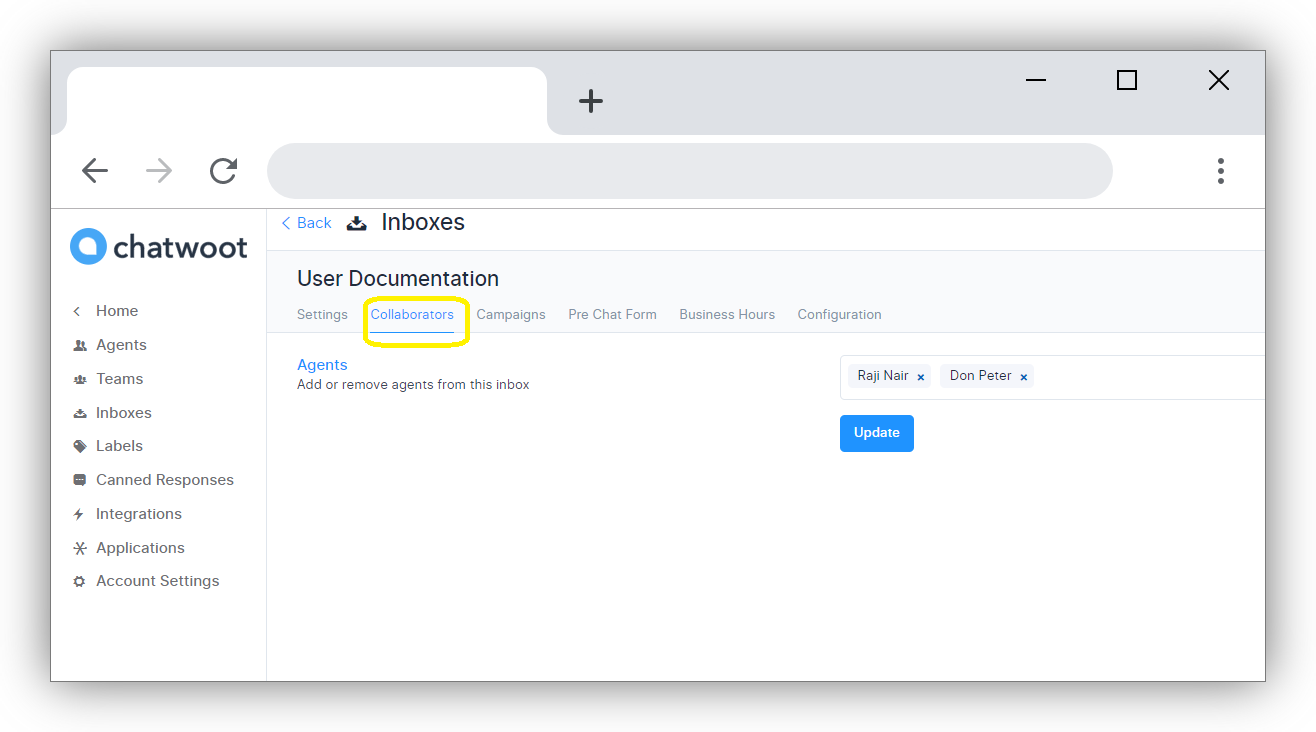 chatwoot
Home
Agents
Teams
Inboxes
Labels
Canned Responses
Integrations
Applications
Account Settings
Back Inboxes
User Documentation
Settings Collaborators Campaigns Pre Chat Form Business Hours Configuration
Agents
Add or remove agents from this inbox
Raji Nair × Don Peter ×
Update